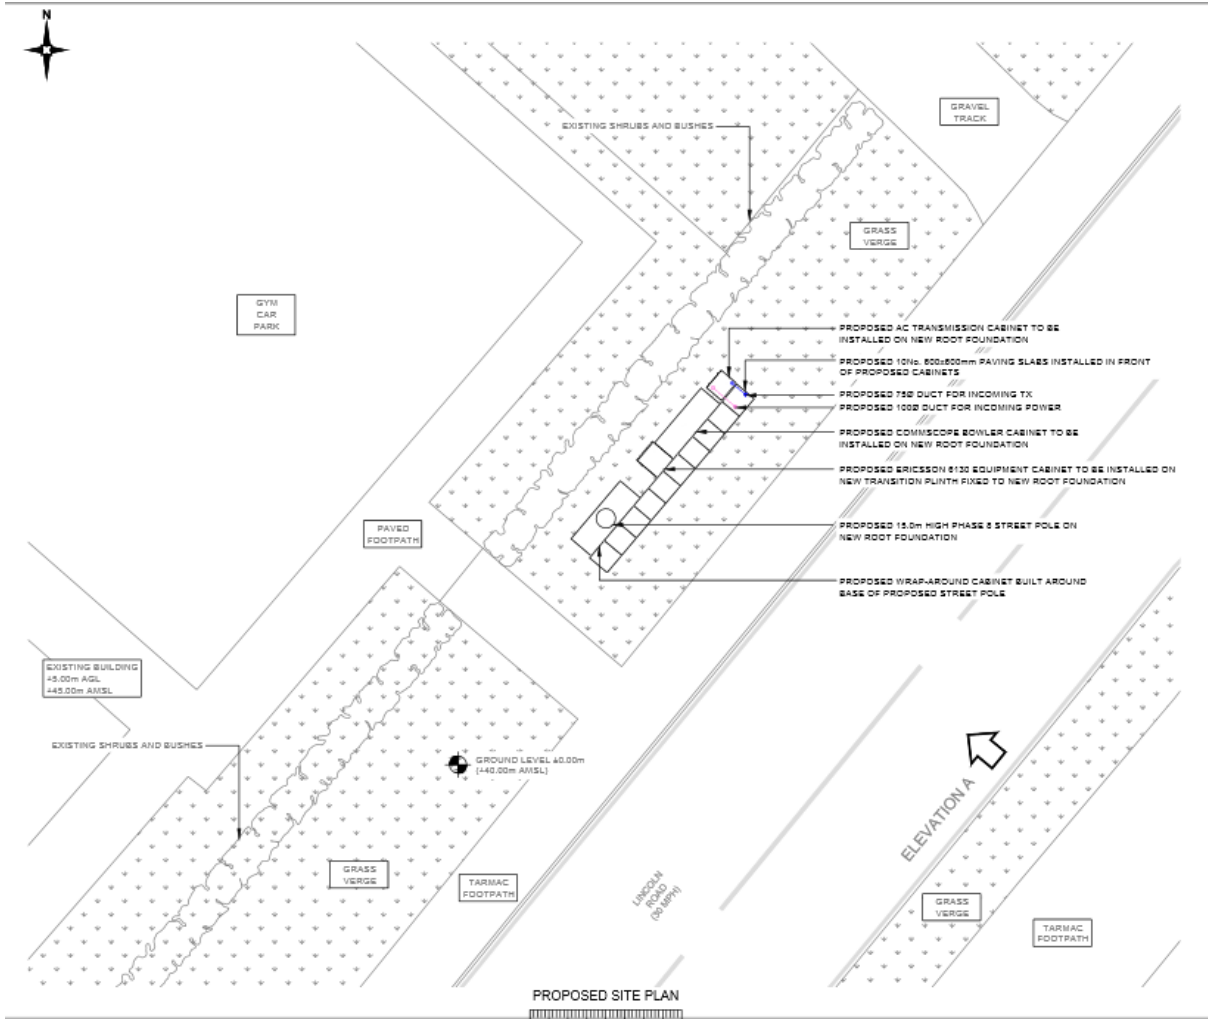 N
EXISTING SHRUBS AND BUSHES
GRAVEL
TRACK
GRASS
VERGE
GYM
CAR
PARK
PROPOSED AC TRANSMISSION CABINET TO BE
INSTALLED ON NEW ROOT FOUNDATION
PROPOSED 10No. 600x600mm PAVING SLABS INSTALLED IN FRONT
OF PROPOSED CABINETS
PROPOSED 75Ø DUCT FOR INCOMING TX
PROPOSED 100Ø DUCT FOR INCOMING POWER
PROPOSED COMMSCOPE BOWLER CABINET TO BE
INSTALLED ON NEW ROOT FOUNDATION
PROPOSED ERICSSON 6130 EQUIPMENT CABINET TO BE INSTALLED ON
NEW TRANSITION PLINTH FIXED TO NEW ROOT FOUNDATION
PAVED
FOOTPATH
PROPOSED 15.0m HIGH PHASE 8 STREET POLE ON
NEW ROOT FOUNDATION
PROPOSED WRAP-AROUND CABINET BUILT AROUND
BASE OF PROPOSED STREET POLE
EXISTING BUILDING
+5.00m AGL
+45.00m AMSL
EXISTING SHRUBS AND BUSHES
GROUND LEVEL ±0.00m
(+40.00m AMSL)
ELEVATION A
GRASS
VERGE
TARMAC
FOOTPATH
LINCOLN
ROAD
(30 MPH)
GRASS
VERGE
TARMAC
FOOTPATH
PROPOSED SITE PLAN